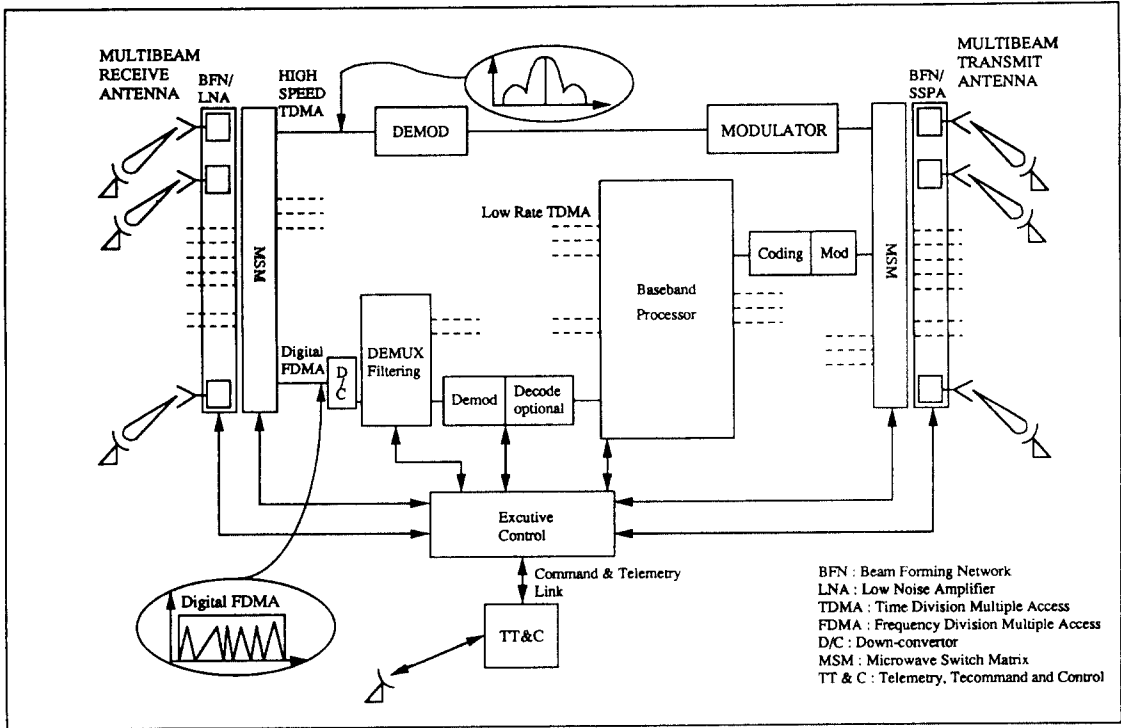 MULTIBEAM
RECEIVE
ANTENNA
BFN/
LNA
HIGH
SPEED
TDMA
DEMOD
MODULATOR
BFN/
SSPA
MULTIBEAM
TRANSMIT
ANTENNA
MSM
Low Rate TDMA
Coding
Mod
MSM
Baseband
Processor
Digital
FDMA
D/C
DEMUX
Filtering
Demod
Decode
optional
Excutive
Control
Command & Telemetry
Link
Digital FDMA
TT&C
BFN : Beam Forming Network
LNA : Low Noise Amplifier
TDMA : Time Division Multiple Access
FDMA : Frequency Division Multiple Access
D/C : Down-convertor
MSM : Microwave Switch Matrix
TT & C : Telemetry, Tecommand and Control